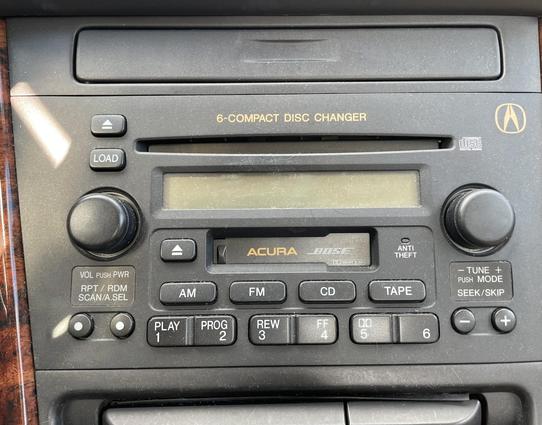 6-COMPACT DISC CHANGER
LOAD
ACURA BOSE
ANTI
THEFT
VOL PUSH PWR
RPT / RDM
SCAN/A.SEL
− TUNE +
PUSH MODE
SEEK/SKIP
AM FM CD TAPE
PLAY 1 PROG 2 REW 3 FF 4 5 6
− +